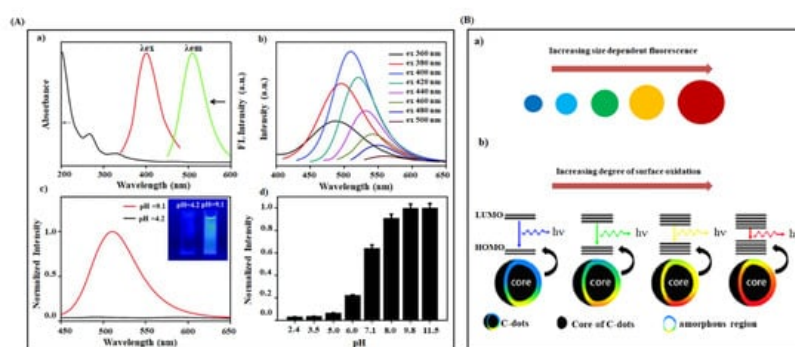 (A)
a)
λex
λem
Absorbance
FL Intensity (a.u.)
200
300
400
500
600
Wavelength (nm)
b)
ex 360 nm
ex 380 nm
ex 400 nm
ex 420 nm
ex 440 nm
ex 460 nm
ex 480 nm
ex 500 nm
Intensity (a.u.)
400
450
500
550
600
650
Wavelength (nm)
c)
pH =9.1
pH =4.2
pH=4.2
pH=9.1
Normalized Intensity
1.0
0.5
0.0
450
500
550
600
650
Wavelength (nm)
d)
Normalized Intensity
1.0
0.8
0.6
0.4
0.2
0.0
2.4
3.5
5.0
6.0
7.1
8.0
9.8
11.5
pH
(B)
a)
Increasing size dependent fluorescence
b)
Increasing degree of surface oxidation
LUMO
HOMO
hν
hν
hν
h
core
core
core
core
C-dots
Core of C-dots
amorphous region